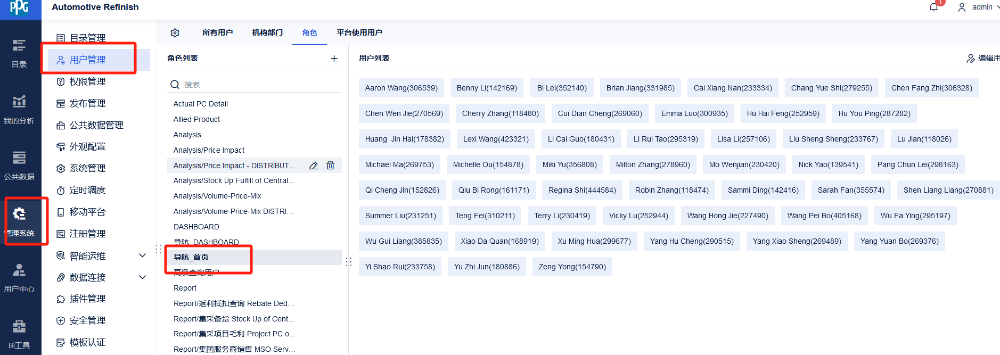 PPG
Automotive Refinish
1
admin
目录
我的分析
公共数据
管理系统
用户中心
BI工具
目录管理
用户管理
权限管理
发布管理
公共数据管理
外观配置
系统管理
定时调度
移动平台
注册管理
智能运维
数据连接
插件管理
安全管理
模板认证
所有用户 机构部门 角色 平台使用用户
角色列表
搜索
Actual PC Detail
Allied Product
Analysis
Analysis/Price Impact
Analysis/Price Impact - DISTRIBUT...
Analysis/Stock Up Fulfill of Central...
Analysis/Volume-Price-Mix
Analysis/Volume-Price-Mix DISTRI...
DASHBOARD
导航_DASHBOARD
导航_首页
高级查询用户
Report
Report/返利抵扣查询 Rebate Ded...
Report/集采备货 Stock Up of Cent...
Report/集采项目毛利 Project PC o...
Report/集团服务商销售 MSO Serv...
用户列表 编辑用
Aaron Wang(306539) Benny Li(142169) Bi Lei(352140) Brian Jiang(331985) Cai Xiang Nan(233334) Chang Yue Shi(279255) Chen Fang Zhi(306328)
Chen Wen Jie(270569) Cherry Zhang(118480) Cui Dian Cheng(269060) Emma Luo(300935) Hu Hai Feng(252959) Hu You Ping(287282)
Huang  Jin Hai(178382) Lexi Wang(423321) Li Cai Guo(180431) Li Rui Tao(295319) Lisa Li(257106) Liu Sheng Sheng(233767) Lu Jian(118026)
Michael Ma(269753) Michelle Ou(154878) Miki Yu(356808) Milton Zhang(278960) Mo Wenjian(230420) Nick Yao(139541) Pang Chun Lei(298163)
Qi Cheng Jin(152826) Qiu Bi Rong(161171) Regina Shi(444584) Robin Zhang(118474) Sammi Ding(142416) Sarah Fan(355574) Shen Liang Liang(270881)
Summer Liu(231251) Teng Fei(310211) Terry Li(230419) Vicky Lu(252944) Wang Hong Jie(227490) Wang Pei Bo(405168) Wu Fa Ying(295197)
Wu Gui Liang(385835) Xiao Da Quan(168919) Xu Ming Hua(299677) Yang Hu Cheng(290515) Yang Xiao Sheng(269489) Yang Yuan Bo(269376)
Yi Shao Rui(233758) Yu Zhi Jun(180886) Zeng Yong(154790)